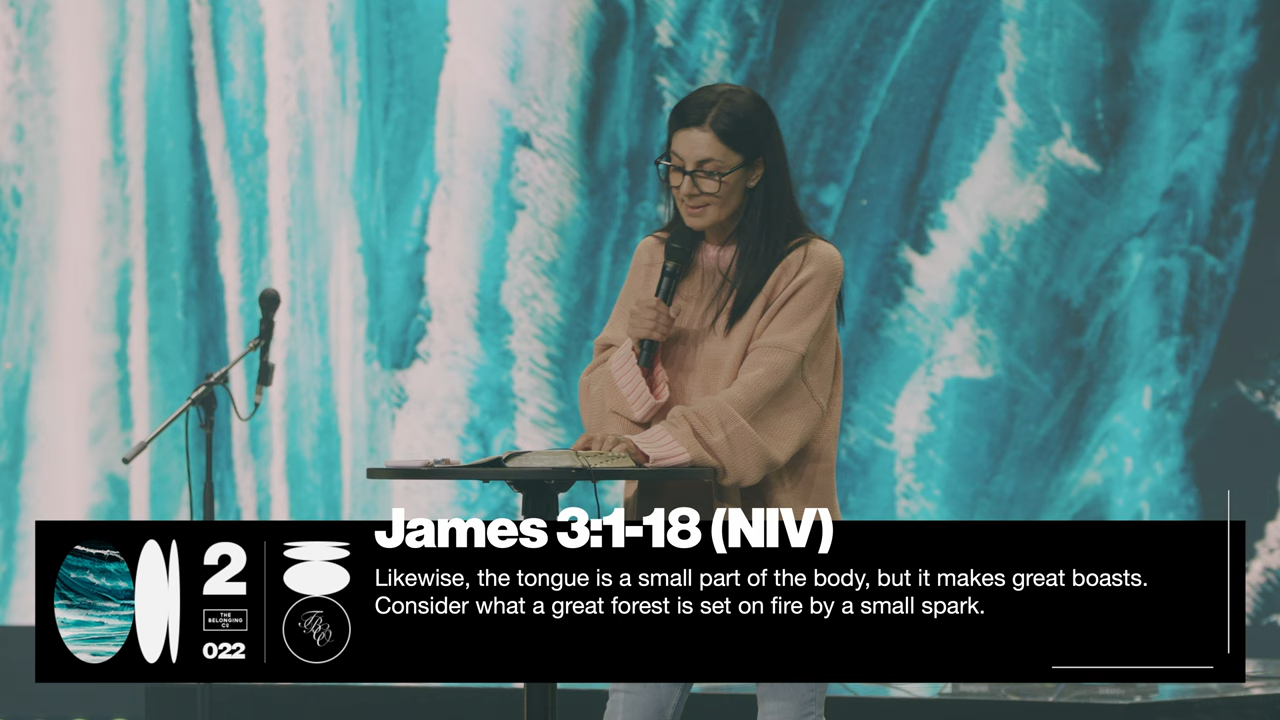 James 3:1-18 (NIV)
Likewise, the tongue is a small part of the body, but it makes great boasts.
Consider what a great forest is set on fire by a small spark.
2
THE
BELONGING
CO
022
TBCO